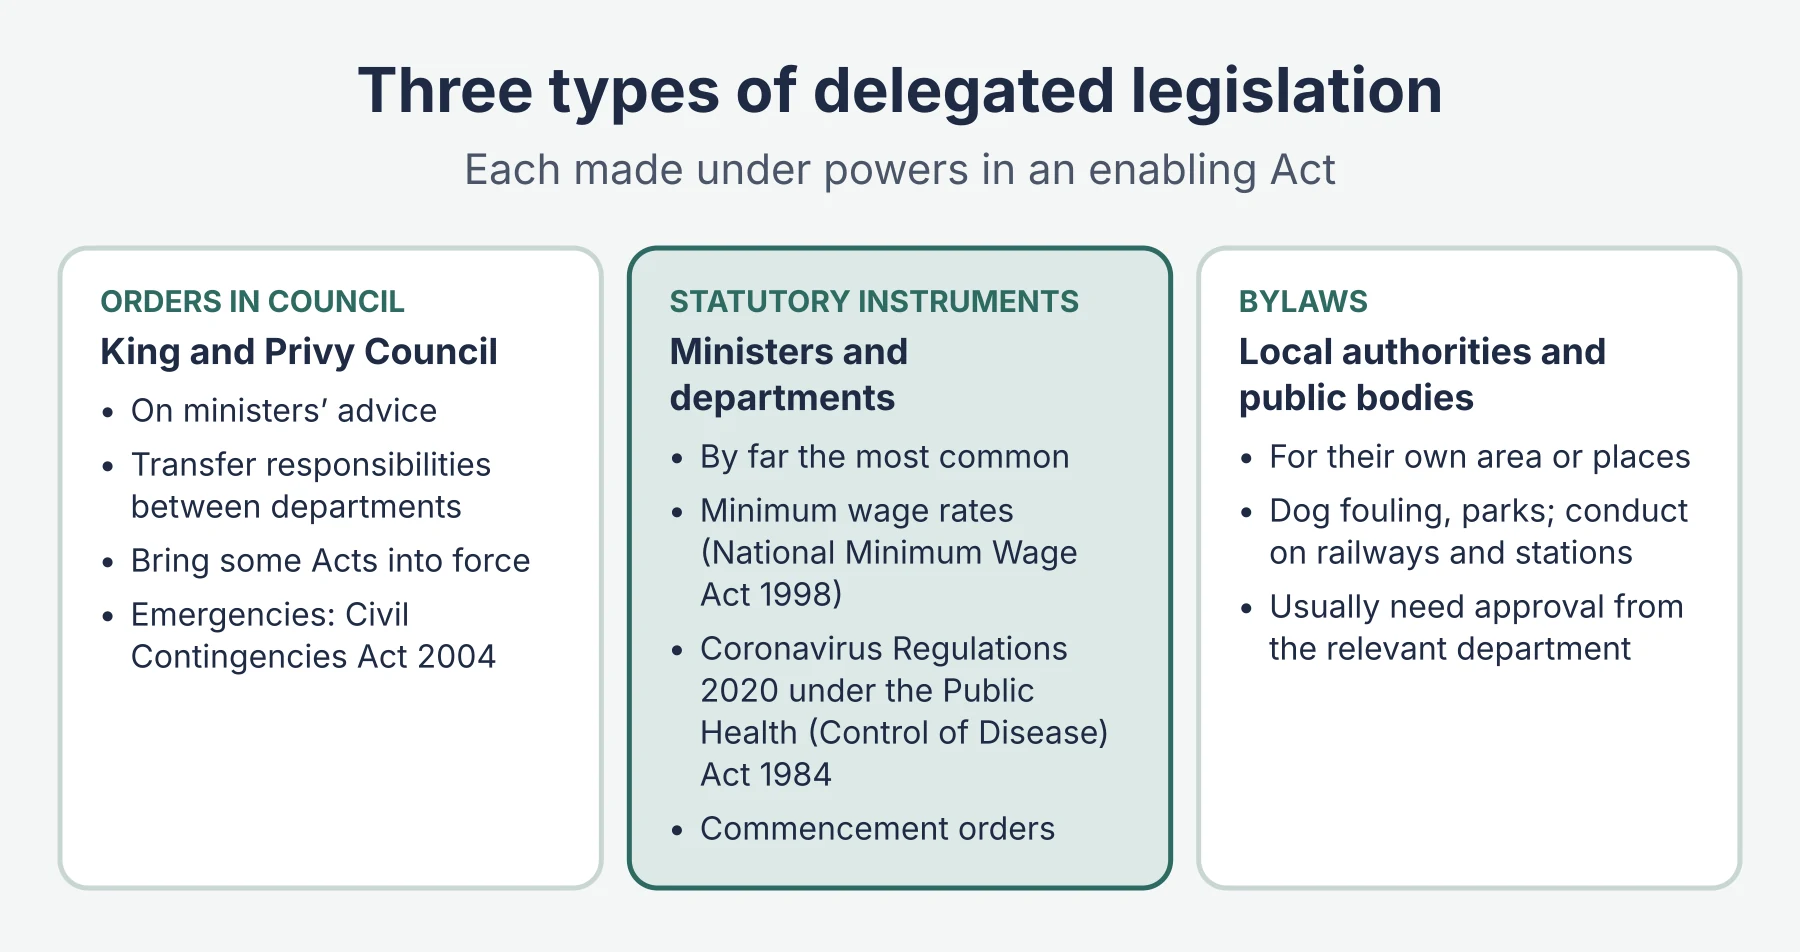 Three types of delegated legislation
Each made under powers in an enabling Act
ORDERS IN COUNCIL
King and Privy Council
• On ministers’ advice
• Transfer responsibilities
between departments
• Bring some Acts into force
• Emergencies: Civil
Contingencies Act 2004
STATUTORY INSTRUMENTS
Ministers and
departments
• By far the most common
• Minimum wage rates
(National Minimum Wage
Act 1998)
• Coronavirus Regulations
2020 under the Public
Health (Control of Disease)
Act 1984
• Commencement orders
BYLAWS
Local authorities and
public bodies
• For their own area or places
• Dog fouling, parks; conduct
on railways and stations
• Usually need approval from
the relevant department